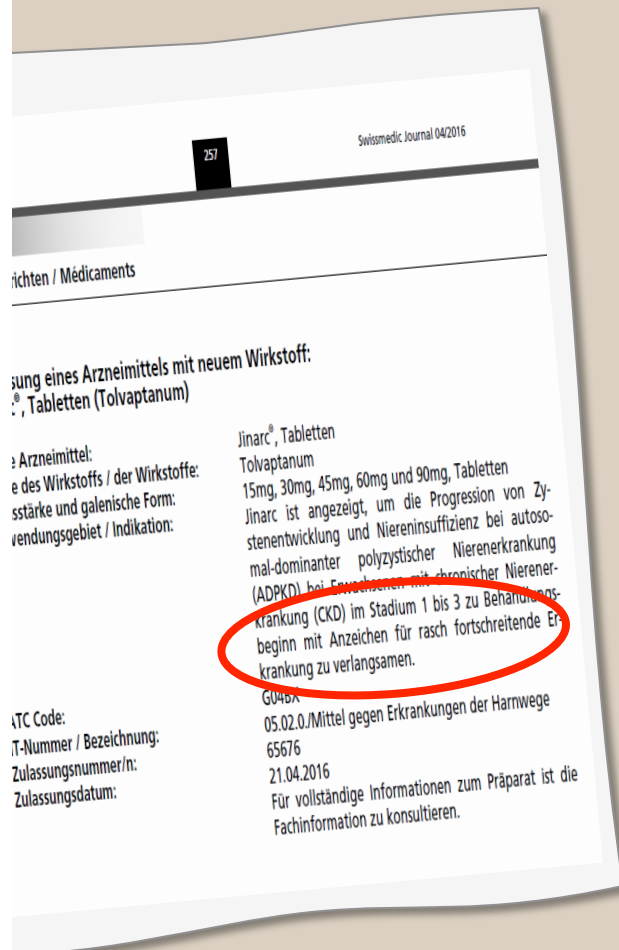 257
Swissmedic Journal 04/2016
richten / Médicaments
sung eines Arzneimittels mit neuem Wirkstoff:
®, Tabletten (Tolvaptanum)
e Arzneimittel:
Jinarc®, Tabletten
e des Wirkstoffs / der Wirkstoffe:
Tolvaptanum
sstärke und galenische Form:
15mg, 30mg, 45mg, 60mg und 90mg, Tabletten
wendungsgebiet / Indikation:
Jinarc ist angezeigt, um die Progression von Zy-
stenentwicklung und Niereninsuffizienz bei autoso-
mal-dominanter polyzystischer Nierenerkrankung
(ADPKD) bei Erwachsenen mit chronischer Nierener-
krankung (CKD) im Stadium 1 bis 3 zu Behandlungs-
beginn mit Anzeichen für rasch fortschreitende Er-
krankung zu verlangsamen.
ATC Code:
G04BX
T-Nummer / Bezeichnung:
05.02.0./Mittel gegen Erkrankungen der Harnwege
Zulassungsnummer/n:
65676
Zulassungsdatum:
21.04.2016
Für vollständige Informationen zum Präparat ist die
Fachinformation zu konsultieren.